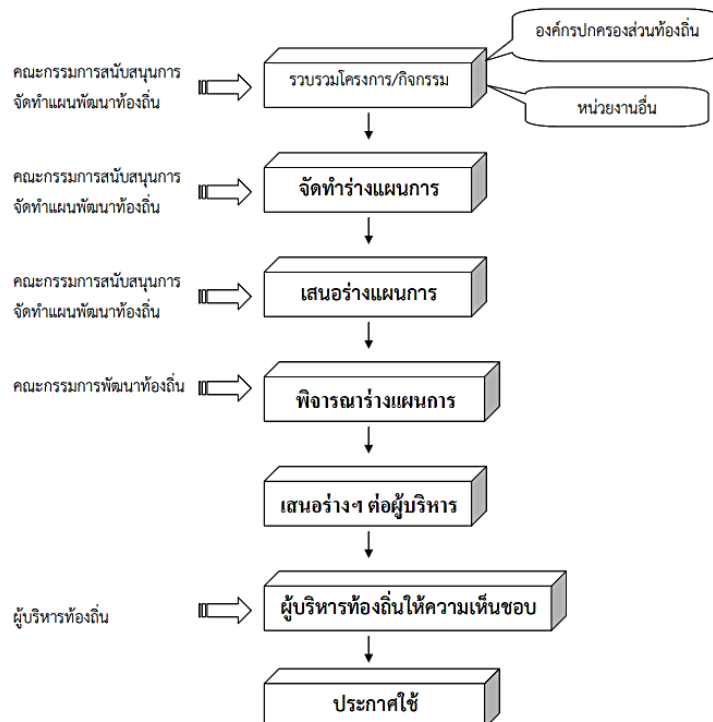 องค์กรปกครองส่วนท้องถิ่น
คณะกรรมการสนับสนุนการ
จัดทำแผนพัฒนาท้องถิ่น
รวบรวมโครงการ/กิจกรรม
หน่วยงานอื่น
คณะกรรมการสนับสนุนการ
จัดทำแผนพัฒนาท้องถิ่น
จัดทำร่างแผนการ
คณะกรรมการสนับสนุนการ
จัดทำแผนพัฒนาท้องถิ่น
เสนอร่างแผนการ
คณะกรรมการพัฒนาท้องถิ่น
พิจารณาร่างแผนการ
เสนอร่างฯ ต่อผู้บริหาร
ผู้บริหารท้องถิ่น
ผู้บริหารท้องถิ่นให้ความเห็นชอบ
ประกาศใช้